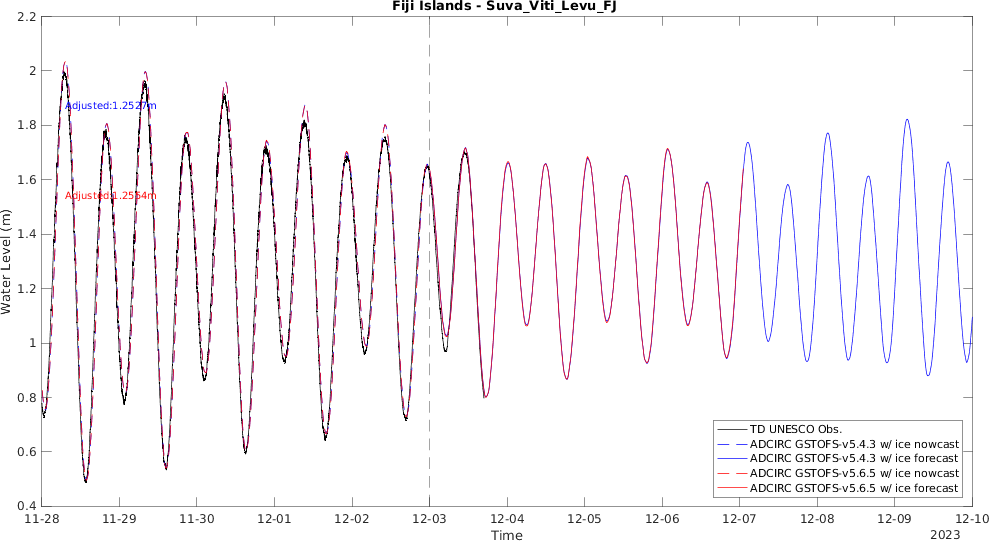 Fiji Islands - Suva_Viti_Levu_FJ
2.2
2
1.8
1.6
1.4
1.2
1
0.8
0.6
0.4
Water Level (m)
Adjusted:1.2527m
Adjusted:1.2564m
TD UNESCO Obs.
ADCIRC GSTOFS-v5.4.3 w/ ice nowcast
ADCIRC GSTOFS-v5.4.3 w/ ice forecast
ADCIRC GSTOFS-v5.6.5 w/ ice nowcast
ADCIRC GSTOFS-v5.6.5 w/ ice forecast
11-28 11-29 11-30 12-01 12-02 12-03 12-04 12-05 12-06 12-07 12-08 12-09 12-10
Time
2023